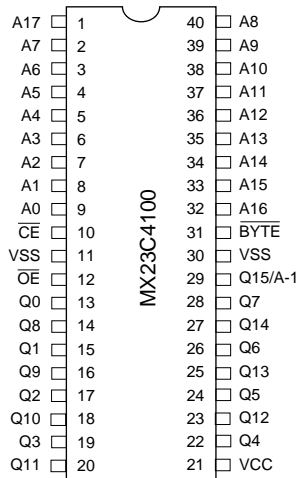 A17 1 40 A8
A7 2 39 A9
A6 3 38 A10
A5 4 37 A11
A4 5 36 A12
A3 6 35 A13
A2 7 34 A14
A1 8 33 A15
A0 9 32 A16
CE 10 31 BYTE
VSS 11 30 VSS
OE 12 29 Q15/A-1
Q0 13 28 Q7
Q8 14 27 Q14
Q1 15 26 Q6
Q9 16 25 Q13
Q2 17 24 Q5
Q10 18 23 Q12
Q3 19 22 Q4
Q11 20 21 VCC
MX23C4100